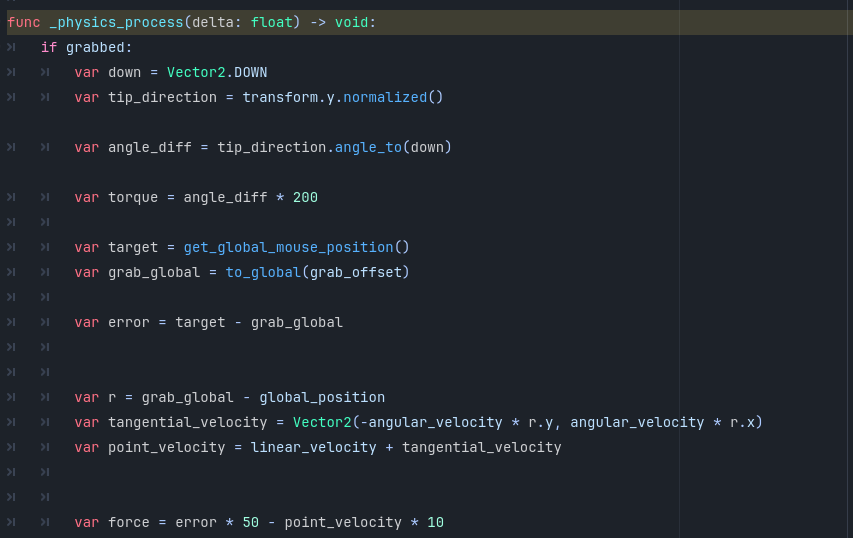 func _physics_process(delta: float) -> void:
if grabbed:
var down = Vector2.DOWN
var tip_direction = transform.y.normalized()
var angle_diff = tip_direction.angle_to(down)
var torque = angle_diff * 200
var target = get_global_mouse_position()
var grab_global = to_global(grab_offset)
var error = target - grab_global
var r = grab_global - global_position
var tangential_velocity = Vector2(-angular_velocity * r.y, angular_velocity * r.x)
var point_velocity = linear_velocity + tangential_velocity
var force = error * 50 - point_velocity * 10